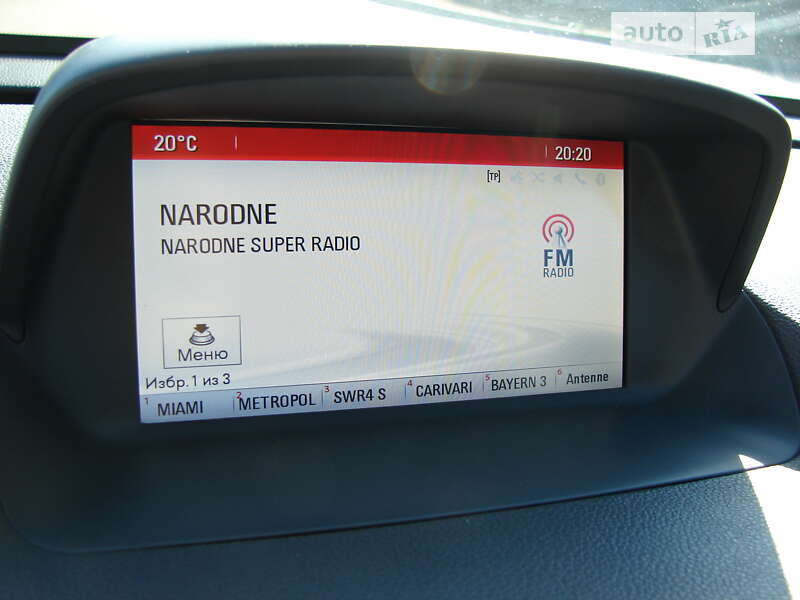 auto RIA
20°C 20:20
[TP]
NARODNE
NARODNE SUPER RADIO
FM
RADIO
Меню
Избр.1 из 3
1 MIAMI 2 METROPOL 3 SWR4 S 4 CARIVARI 5 BAYERN 3 6 Antenne